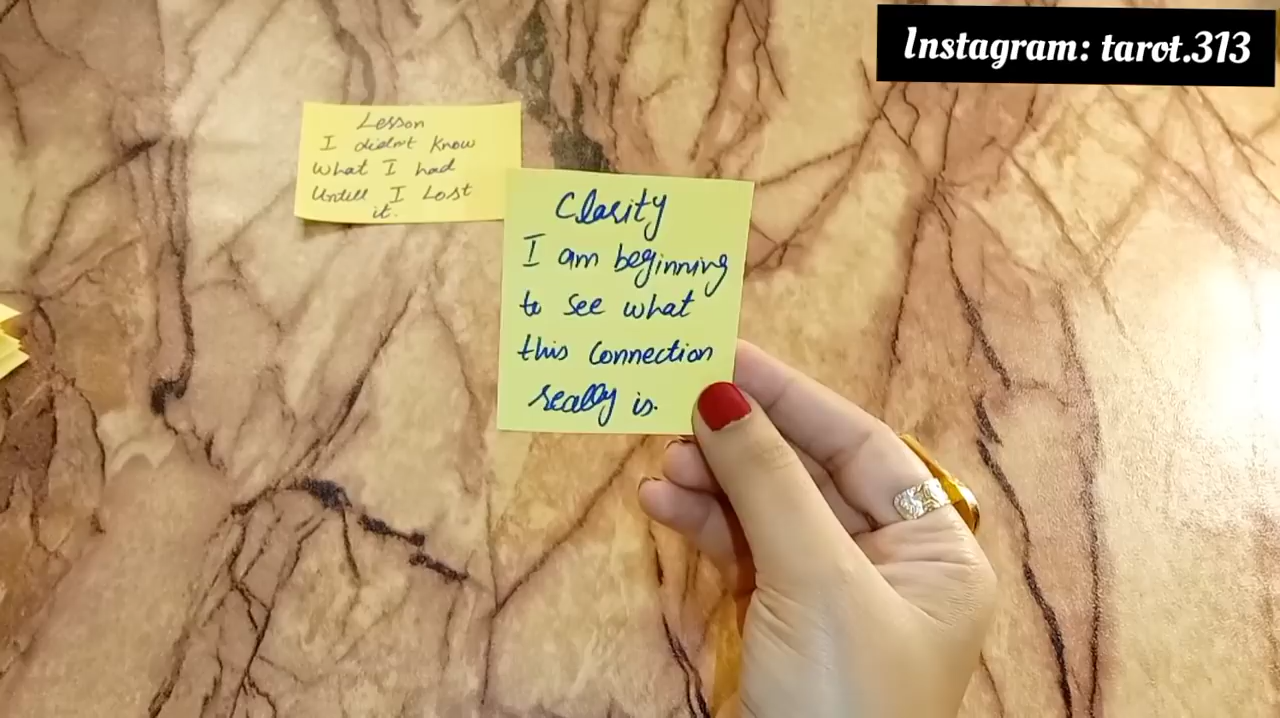 Instagram: tarot.313
Lesson
I didnt know
what I had
Untill I Lost
it.
Clarity
I am beginning
to see what
this Connection
really is.